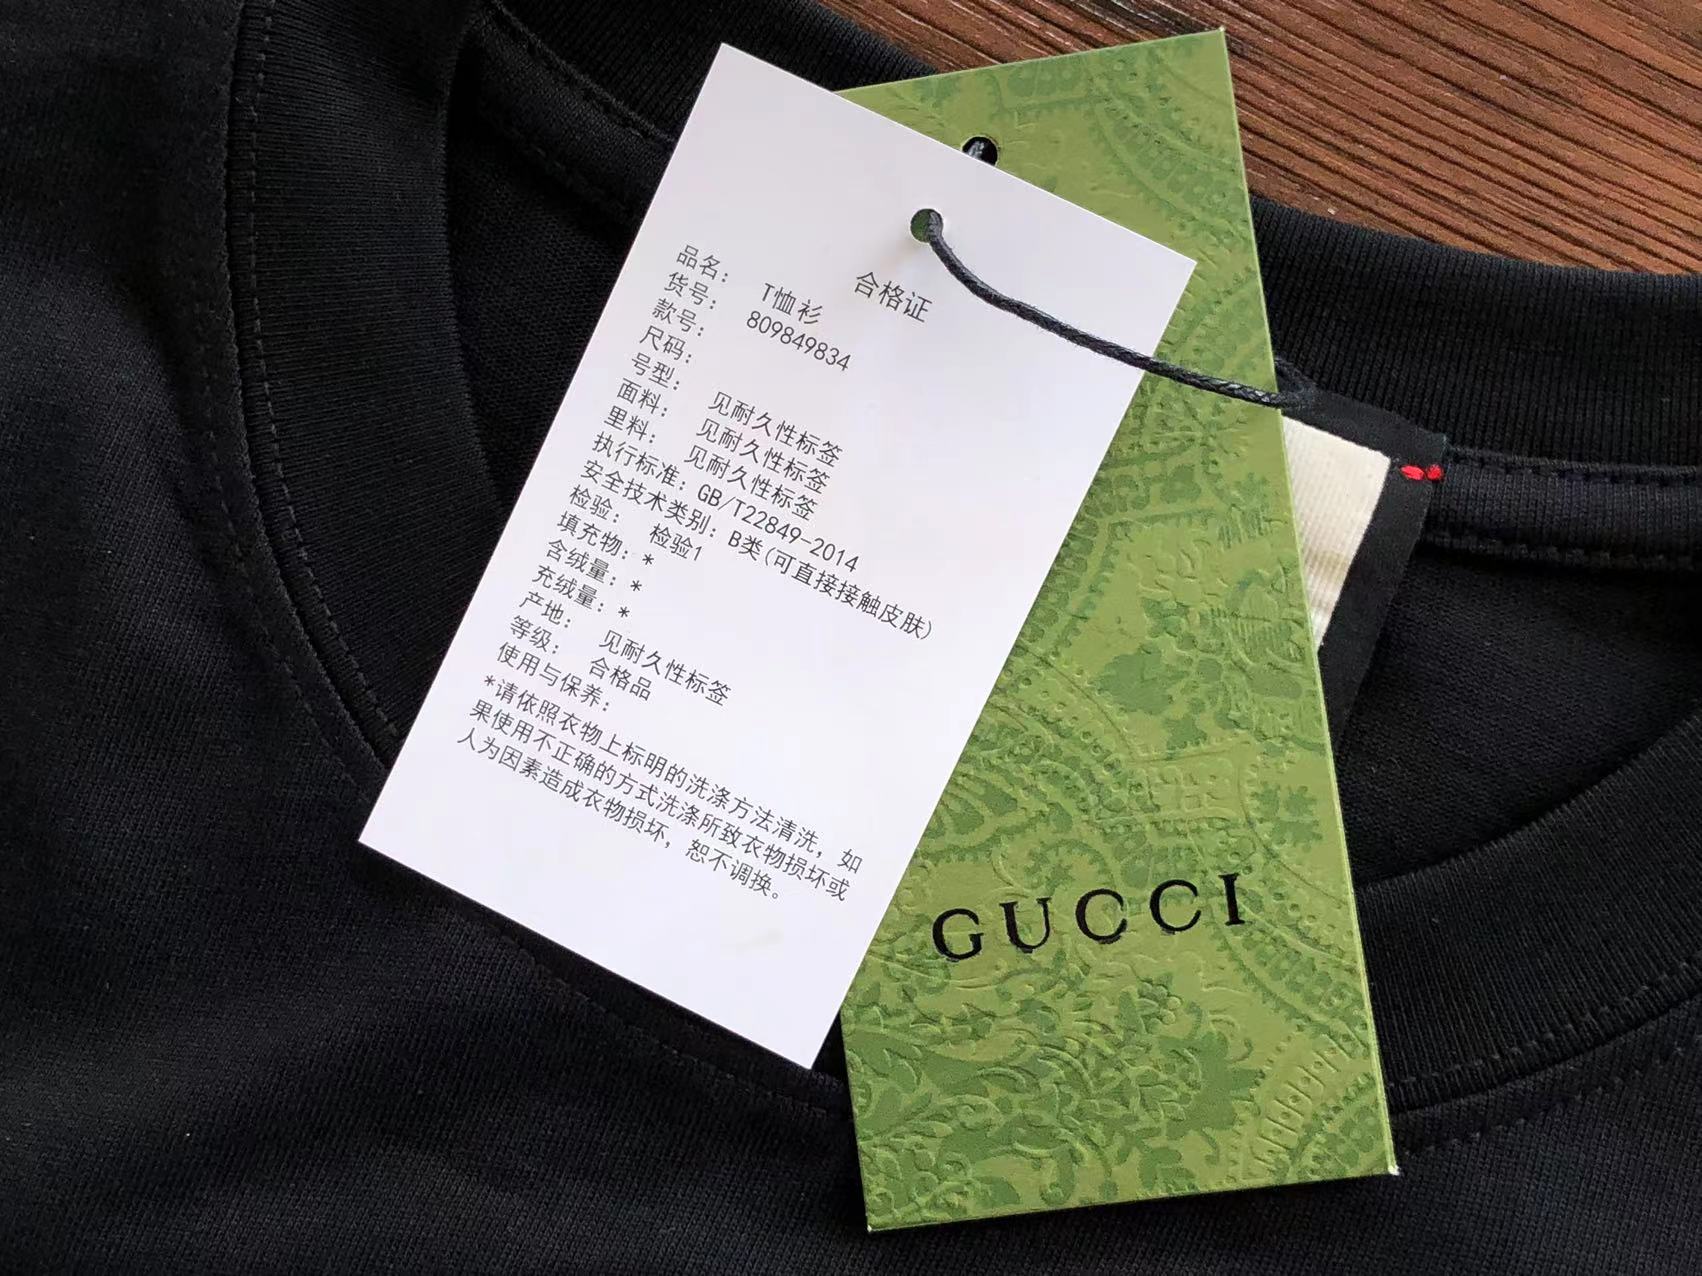 合格证
品名： T恤衫
货号： 809849834
款号：
尺码：
号型： 见耐久性标签
面料： 见耐久性标签
里料： 见耐久性标签
执行标准： GB/T22849-2014
安全技术类别： B类(可直接接触皮肤)
检验： 检验1
填充物： *
含绒量： *
充绒量： *
产地： 见耐久性标签
等级： 合格品
使用与保养：
*请依照衣物上标明的洗涤方法清洗，如
果使用不正确的方式洗涤所致衣物损坏或
人为因素造成衣物损坏，恕不调换。
GUCCI